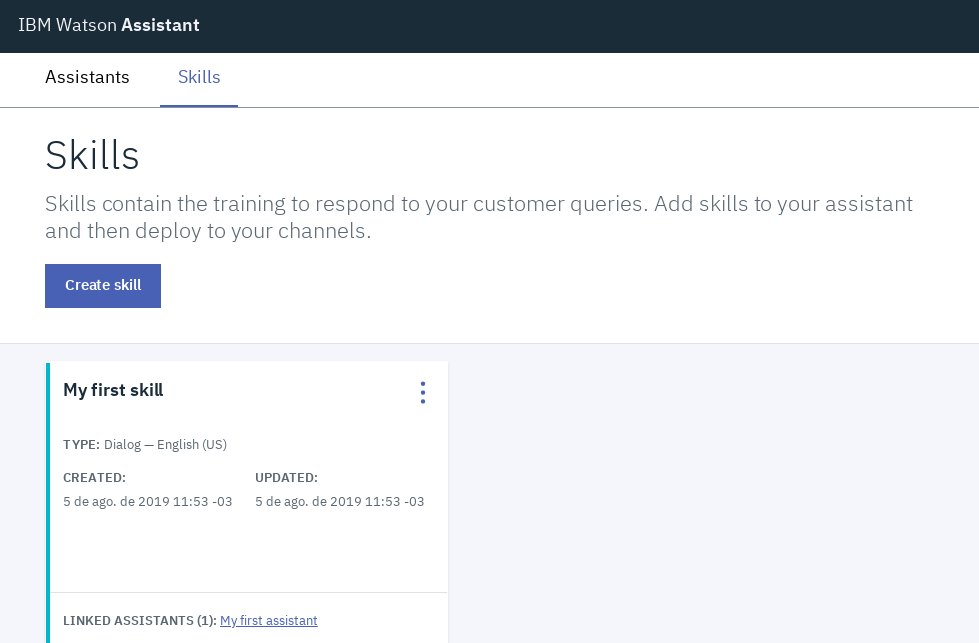 IBM Watson Assistant
Assistants Skills
Skills
Skills contain the training to respond to your customer queries. Add skills to your assistant
and then deploy to your channels.
Create skill
My first skill
TYPE: Dialog — English (US)
CREATED: UPDATED:
5 de ago. de 2019 11:53 -03 5 de ago. de 2019 11:53 -03
LINKED ASSISTANTS (1): My first assistant